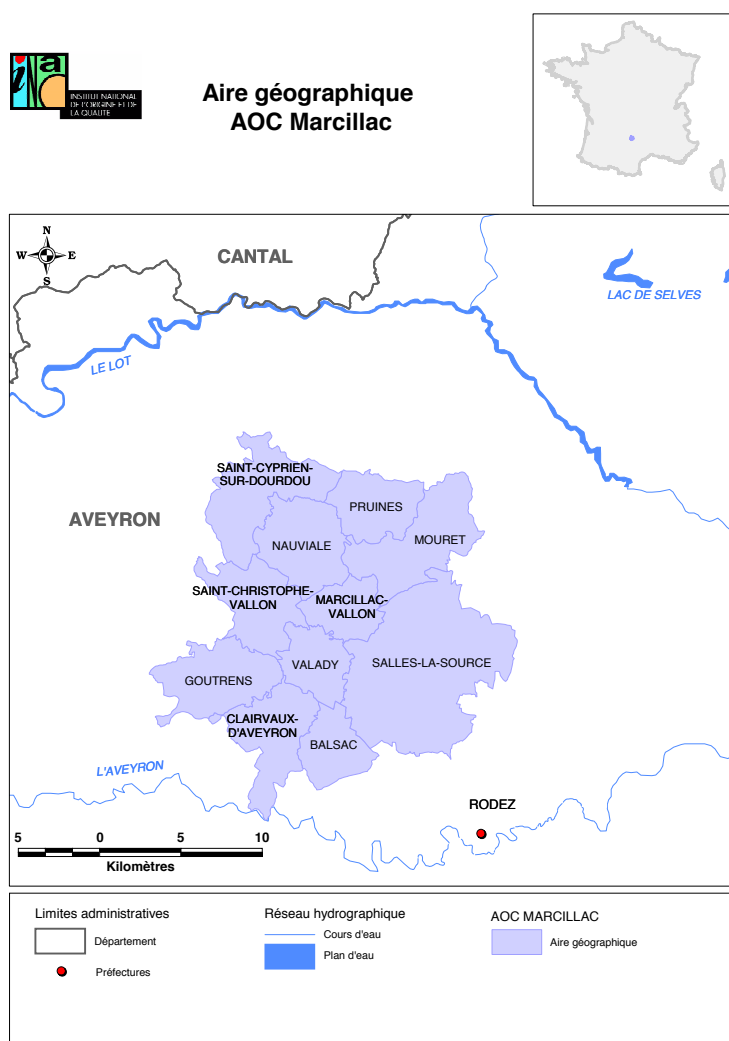 INSTITUT NATIONAL
DE L'ORIGINE ET DE
LA QUALITE
Aire géographique
AOC Marcillac
N
W E
S
CANTAL
LAC DE SELVES
LE LOT
SAINT-CYPRIEN-
SUR-DOURDOU
PRUINES
AVEYRON
MOURET
NAUVIALE
SAINT-CHRISTOPHE-
VALLON
MARCILLAC-
VALLON
VALADY
SALLES-LA-SOURCE
GOUTRENS
CLAIRVAUX-
D'AVEYRON
BALSAC
L'AVEYRON
RODEZ
5 0 5 10
Kilomètres
Limites administratives
Département
Préfectures
Réseau hydrographique
Cours d'eau
Plan d'eau
AOC MARCILLAC
Aire géographique